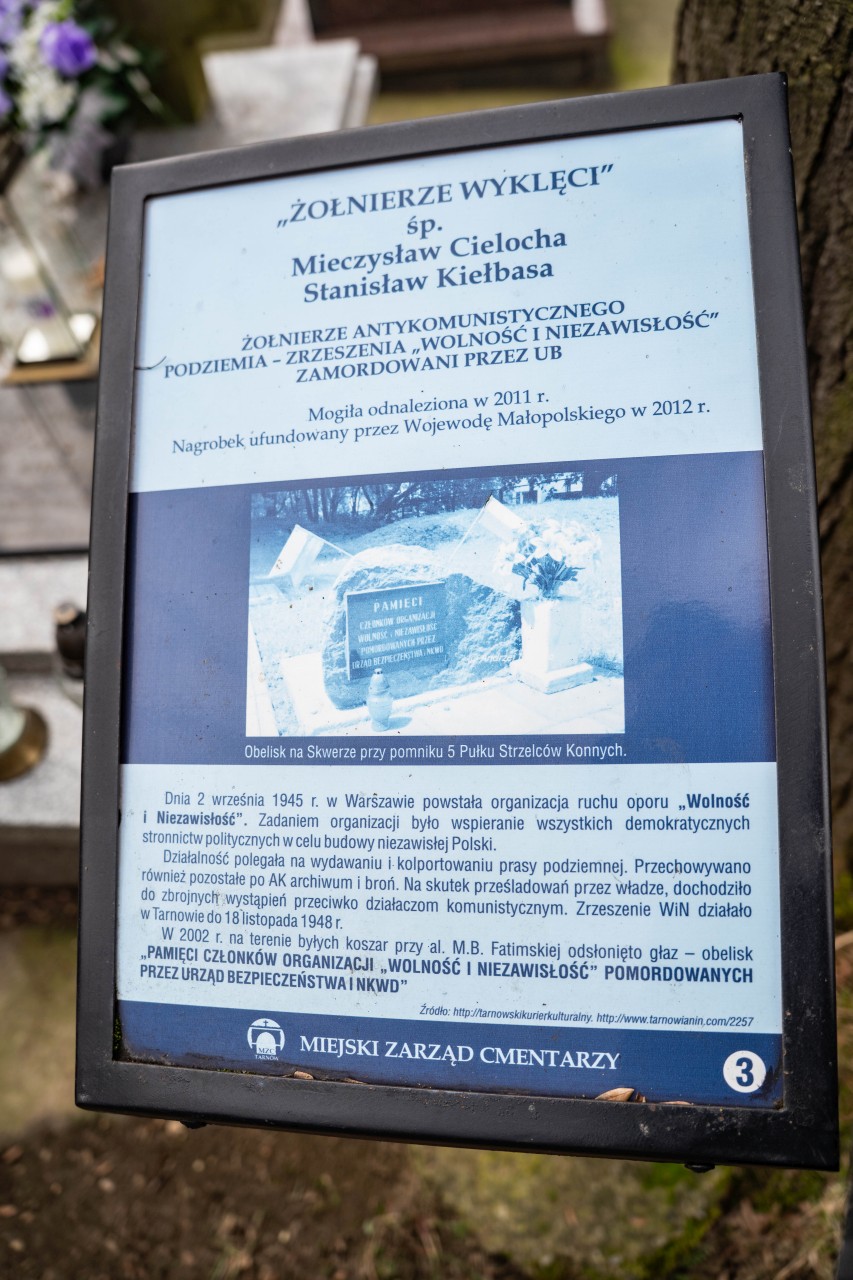 „ŻOŁNIERZE WYKLĘCI”
śp.
Mieczysław Cielocha
Stanisław Kiełbasa
ŻOŁNIERZE ANTYKOMUNISTYCZNEGO
PODZIEMIA – ZRZESZENIA „WOLNOŚĆ I NIEZAWISŁOŚĆ”
ZAMORDOWANI PRZEZ UB
Mogiła odnaleziona w 2011 r.
Nagrobek ufundowany przez Wojewodę Małopolskiego w 2012 r.
PAMIĘCI
CZŁONKÓW ORGANIZACJI
WOLNOŚĆ I NIEZAWISŁOŚĆ
POMORDOWANYCH PRZEZ
URZĄD BEZPIECZEŃSTWA I NKWD
Obelisk na Skwerze przy pomniku 5 Pułku Strzelców Konnych.
Dnia 2 września 1945 r. w Warszawie powstała organizacja ruchu oporu „Wolność
i Niezawisłość”. Zadaniem organizacji było wspieranie wszystkich demokratycznych
stronnictw politycznych w celu budowy niezawisłej Polski.
Działalność polegała na wydawaniu i kolportowaniu prasy podziemnej. Przechowywano
również pozostałe po AK archiwum i broń. Na skutek prześladowań przez władze, dochodziło
do zbrojnych wystąpień przeciwko działaczom komunistycznym. Zrzeszenie WiN działało
w Tarnowie do 18 listopada 1948 r.
W 2002 r. na terenie byłych koszar przy al. M.B. Fatimskiej odsłonięto głaz – obelisk
„PAMIĘCI CZŁONKÓW ORGANIZACJI „WOLNOŚĆ I NIEZAWISŁOŚĆ” POMORDOWANYCH
PRZEZ URZĄD BEZPIECZEŃSTWA I NKWD”
Źródło: http://tarnowskikurierkulturalny. http://www.tarnowianin.com/2257
MZC
TARNÓW
MIEJSKI ZARZĄD CMENTARZY
3